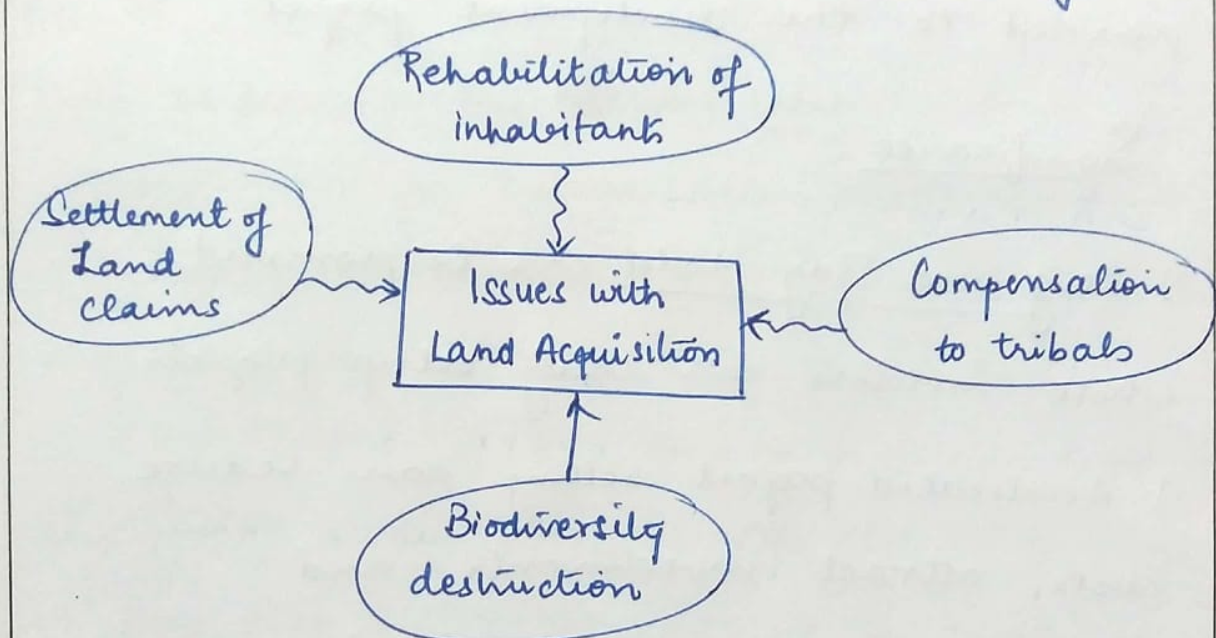 Rehabilitation of
inhabitants
Settlement of
Land
claims
Issues with
Land Acquisition
Compensation
to tribals
Biodiversity
destruction